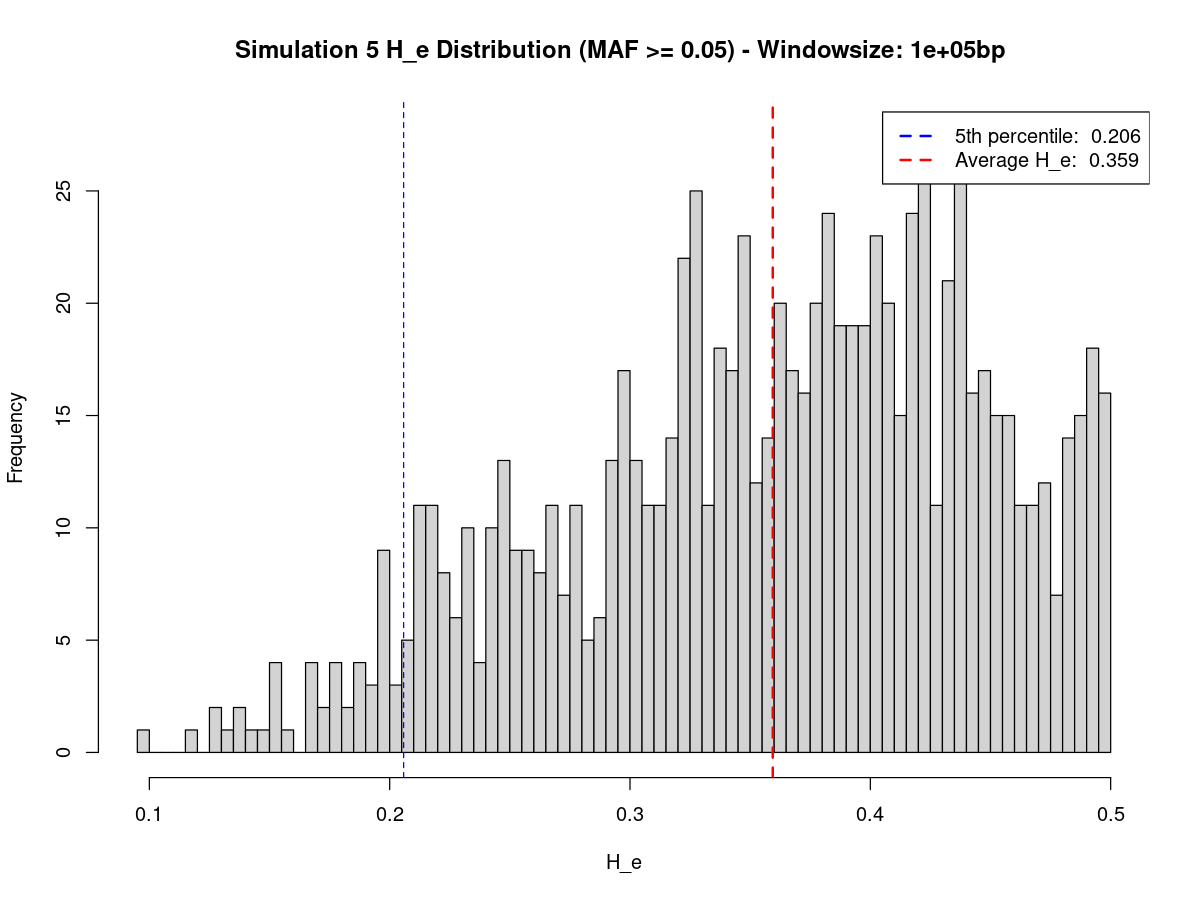 Simulation 5 H_e Distribution (MAF >= 0.05) - Windowsize: 1e+05bp
5th percentile:  0.206
Average H_e:  0.359
Frequency
25
20
15
10
5
0
0.1
0.2
0.3
0.4
0.5
H_e